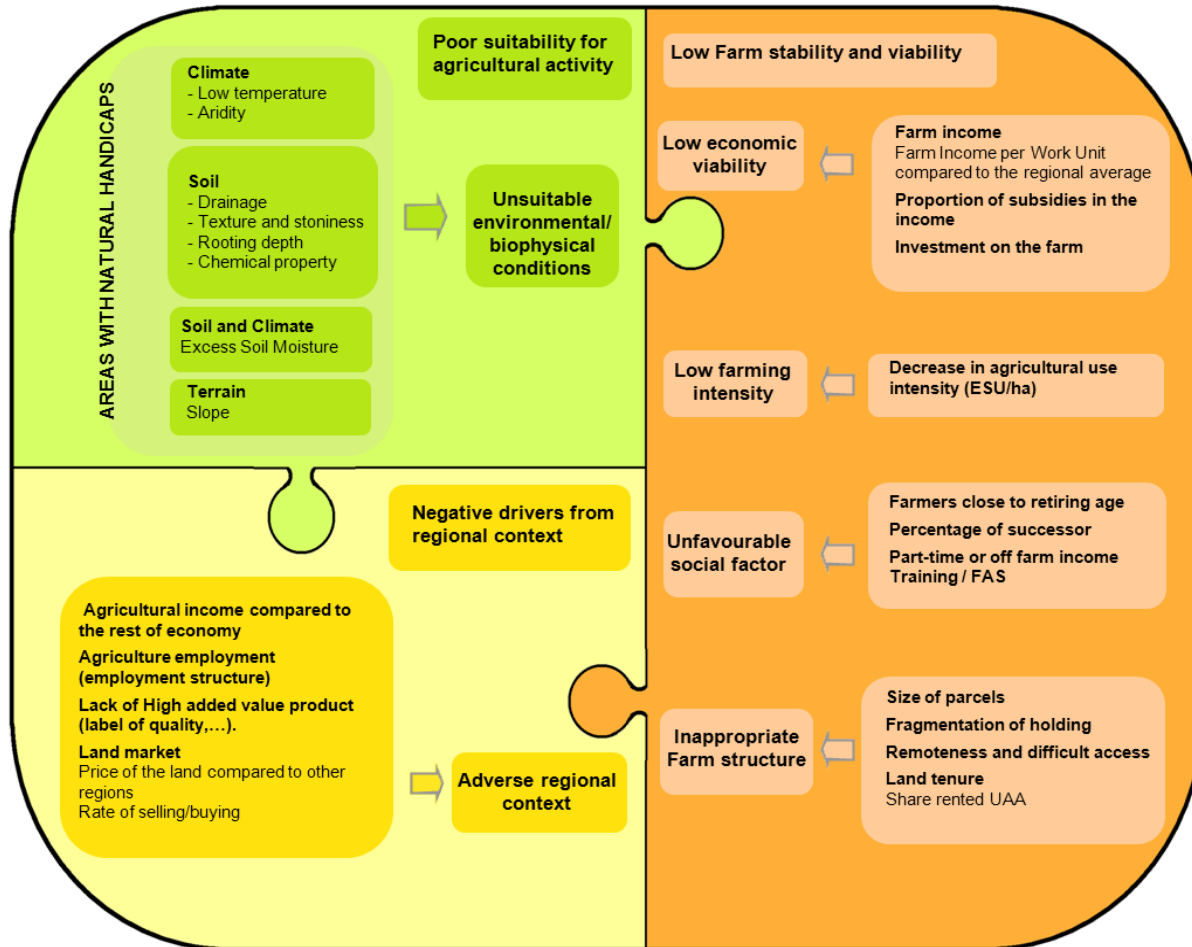 AREAS WITH NATURAL HANDICAPS
Poor suitability for
agricultural activity
Climate
- Low temperature
- Aridity
Soil
- Drainage
- Texture and stoniness
- Rooting depth
- Chemical property
Soil and Climate
Excess Soil Moisture
Terrain
Slope
Unsuitable
environmental/
biophysical
conditions
Low Farm stability and viability
Low economic
viability
Farm income
Farm Income per Work Unit
compared to the regional average
Proportion of subsidies in the
income
Investment on the farm
Low farming
intensity
Decrease in agricultural use
intensity (ESU/ha)
Unfavourable
social factor
Farmers close to retiring age
Percentage of successor
Part-time or off farm income
Training / FAS
Inappropriate
Farm structure
Size of parcels
Fragmentation of holding
Remoteness and difficult access
Land tenure
Share rented UAA
Negative drivers from
regional context
Agricultural income compared to
the rest of economy
Agriculture employment
(employment structure)
Lack of High added value product
(label of quality,...).
Land market
Price of the land compared to other
regions
Rate of selling/buying
Adverse regional
context